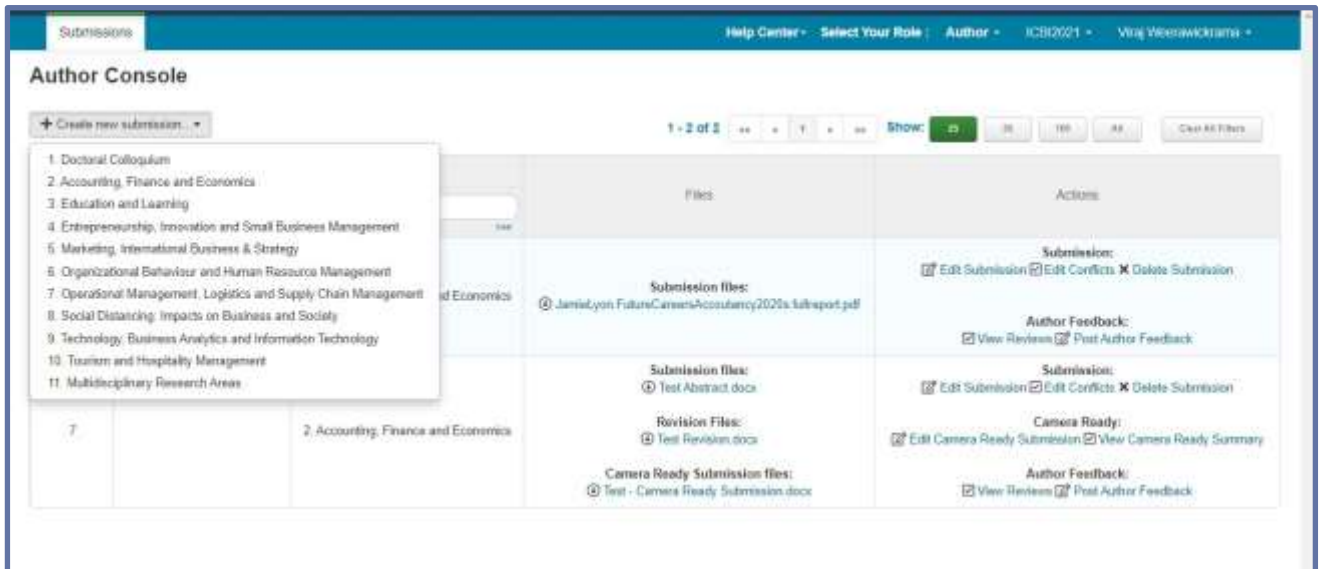 Submissions
Help Center Select Your Role : Author ICBI2021 Viraj Weerawickrama
Author Console
+ Create new submission...
1 - 2 of 2 «« « 1 » »» Show: 25 50 100 All Clear All Filters
1. Doctoral Colloquium
2. Accounting, Finance and Economics
3. Education and Learning
4. Entrepreneurship, Innovation and Small Business Management
5. Marketing, International Business & Strategy
6. Organizational Behaviour and Human Resource Management
7. Operational Management, Logistics and Supply Chain Management
8. Social Distancing: Impacts on Business and Society
9. Technology, Business Analytics and Information Technology
10. Tourism and Hospitality Management
11. Multidisciplinary Research Areas
Files
Actions
nd Economics
Submission files:
JamieLyon.FutureCareersAccoutancy2020s.fullreport.pdf
Submission:
Edit Submission Edit Conflicts Delete Submission
Author Feedback:
View Reviews Post Author Feedback
7
2. Accounting, Finance and Economics
Submission files:
Test Abstract.docx
Revision Files:
Test Revision.docx
Camera Ready Submission files:
Test - Camera Ready Submission.docx
Submission:
Edit Submission Edit Conflicts Delete Submission
Camera Ready:
Edit Camera Ready Submission View Camera Ready Summary
Author Feedback:
View Reviews Post Author Feedback